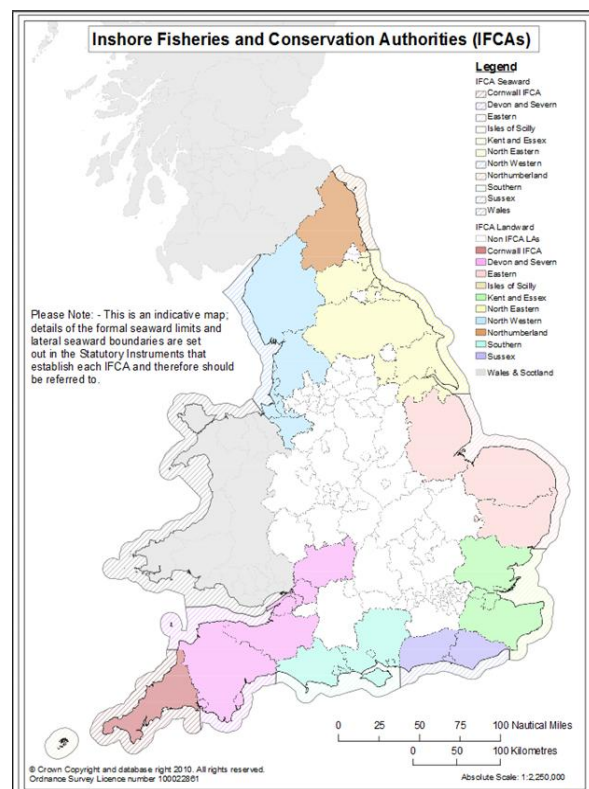 Inshore Fisheries and Conservation Authorities (IFCAs)
Legend
IFCA Seaward
Cornwall IFCA
Devon and Severn
Eastern
Isles of Scilly
Kent and Essex
North Eastern
North Western
Northumberland
Southern
Sussex
Wales
IFCA Landward
Non IFCA LAs
Cornwall IFCA
Devon and Severn
Eastern
Isles of Scilly
Kent and Essex
North Eastern
North Western
Northumberland
Southern
Sussex
Wales & Scotland
Please Note: - This is an indicative map;
details of the formal seaward limits and
lateral seaward boundaries are set
out in the Statutory Instruments that
establish each IFCA and therefore should
be referred to.
0 25 50 75 100 Nautical Miles
0 50 100 Kilometres
© Crown Copyright and database right 2010. All rights reserved.
Ordnance Survey Licence number 100022861
Absolute Scale: 1:2,250,000